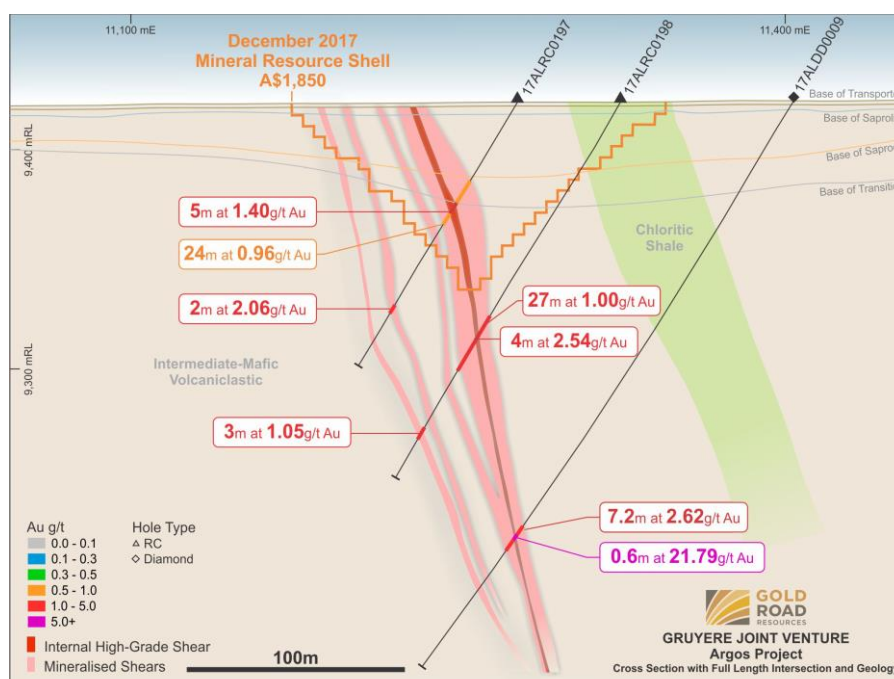 11,100 mE
11,400 mE
December 2017
Mineral Resource Shell
A$1,850
17ALRC0197
17ALRC0198
17ALDD0009
Base of Transport
Base of Saprol
Base of Sapro
Base of Transiti
9,400 mRL
9,300 mRL
5m at 1.40g/t Au
24m at 0.96g/t Au
2m at 2.06g/t Au
3m at 1.05g/t Au
27m at 1.00g/t Au
4m at 2.54g/t Au
7.2m at 2.62g/t Au
0.6m at 21.79g/t Au
Chloritic
Shale
Intermediate-Mafic
Volcaniclastic
Au g/t
0.0 - 0.1
0.1 - 0.3
0.3 - 0.5
0.5 - 1.0
1.0 - 5.0
5.0+
Hole Type
RC
Diamond
Internal High-Grade Shear
Mineralised Shears
100m
GOLD
ROAD
RESOURCES
GRUYERE JOINT VENTURE
Argos Project
Cross Section with Full Length Intersection and Geology